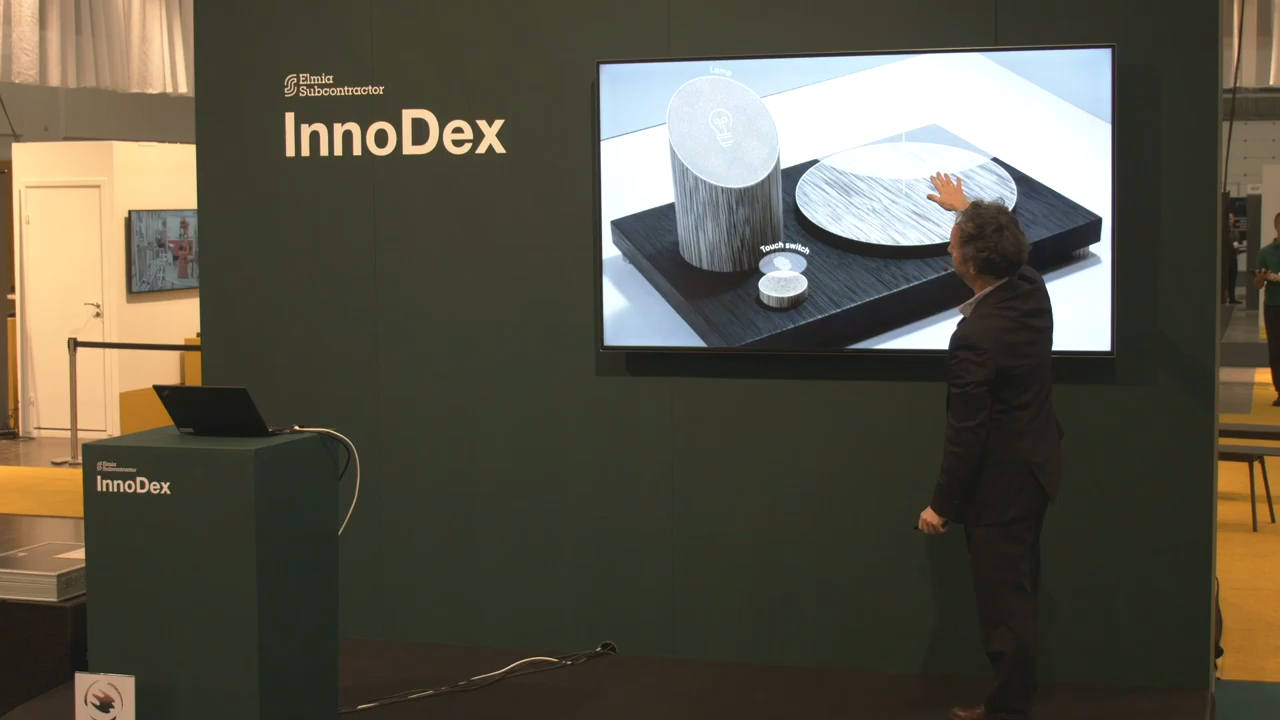 Elmia
Subcontractor
InnoDex
Lamp
Touch switch
Elmia
Subcontractor
InnoDex